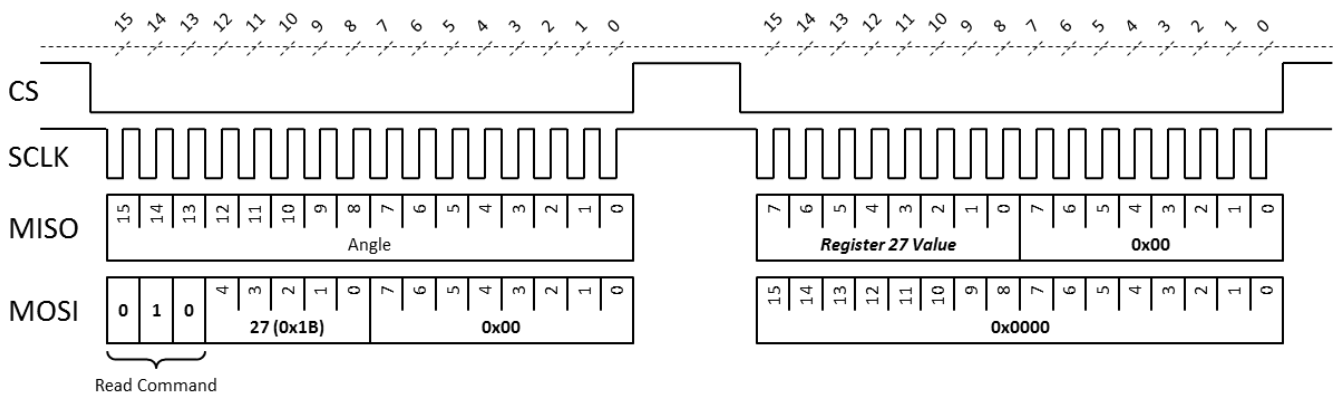 15 14 13 12 11 10 9 8 7 6 5 4 3 2 1 0 15 14 13 12 11 10 9 8 7 6 5 4 3 2 1 0
CS
SCLK
MISO
15 14 13 12 11 10 9 8 7 6 5 4 3 2 1 0
Angle
7 6 5 4 3 2 1 0 7 6 5 4 3 2 1 0
Register 27 Value 0x00
MOSI
0 1 0 4 3 2 1 0 7 6 5 4 3 2 1 0
27 (0x1B) 0x00
15 14 13 12 11 10 9 8 7 6 5 4 3 2 1 0
0x0000
Read Command